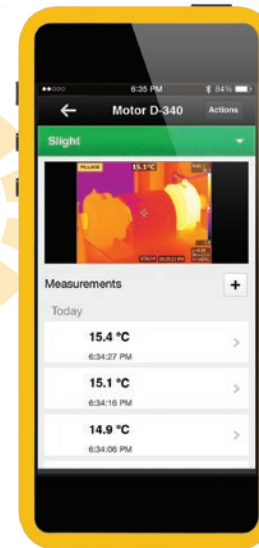 6:35 PM 84%
Motor D-340 Actions
Slight
FLUKE 15.1°C
Measurements +
Today
15.4 °C
6:34:27 PM
15.1 °C
6:34:16 PM
14.9 °C
6:34:06 PM